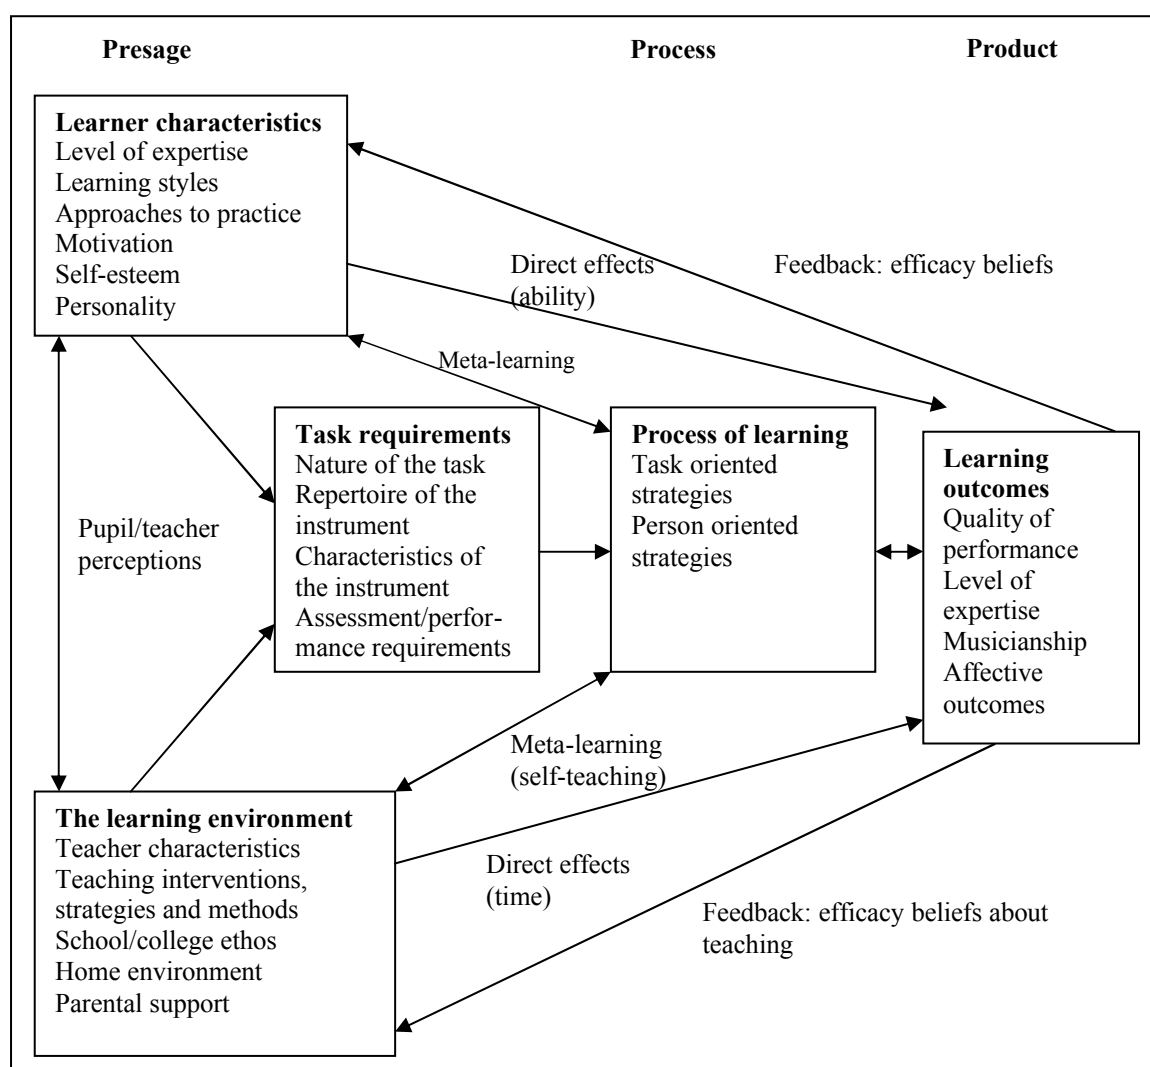 Presage
Process
Product
Learner characteristics
Level of expertise
Learning styles
Approaches to practice
Motivation
Self-esteem
Personality
Direct effects
(ability)
Feedback: efficacy beliefs
Meta-learning
Task requirements
Nature of the task
Repertoire of the
instrument
Characteristics of
the instrument
Assessment/perfor-
mance requirements
Process of learning
Task oriented
strategies
Person oriented
strategies
Learning
outcomes
Quality of
performance
Level of
expertise
Musicianship
Affective
outcomes
Pupil/teacher
perceptions
Meta-learning
(self-teaching)
The learning environment
Teacher characteristics
Teaching interventions,
strategies and methods
School/college ethos
Home environment
Parental support
Direct effects
(time)
Feedback: efficacy beliefs about
teaching